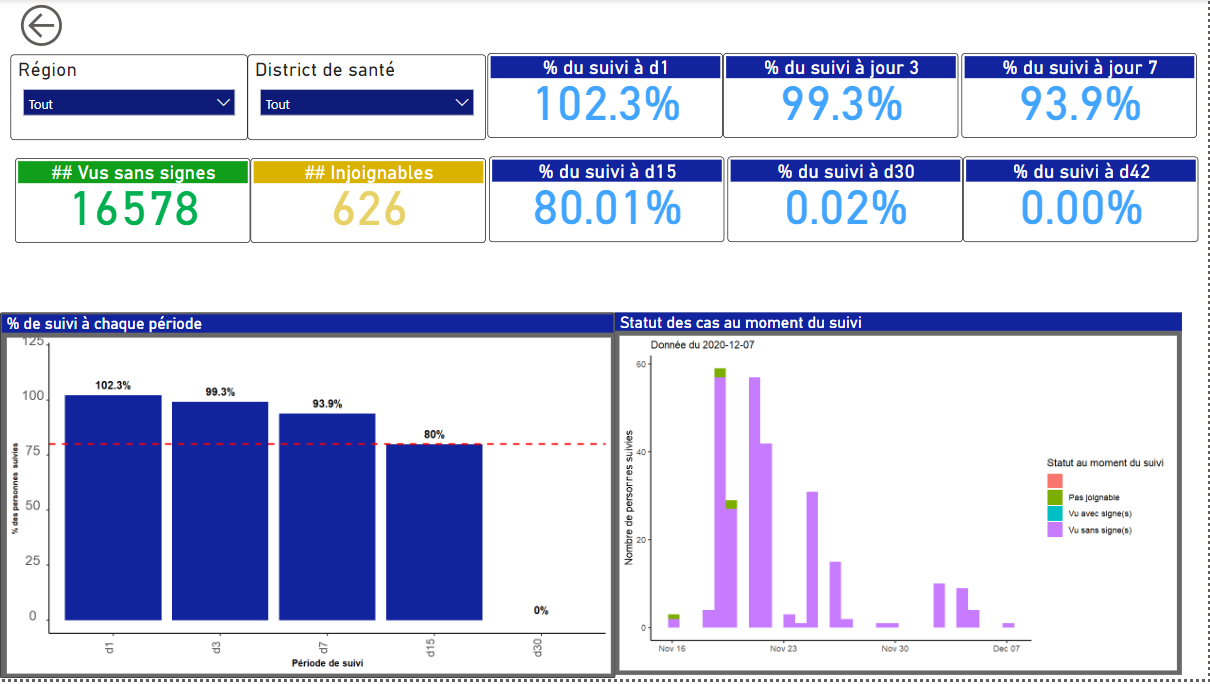 Région
Tout
District de santé
Tout
% du suivi à d1
102.3%
% du suivi à jour 3
99.3%
% du suivi à jour 7
93.9%
## Vus sans signes
16578
## Injoignables
626
% du suivi à d15
80.01%
% du suivi à d30
0.02%
% du suivi à d42
0.00%
% de suivi à chaque période
125
100
75
50
25
0
% des personnes suivies
102.3%
99.3%
93.9%
80%
0%
d1
d3
d7
d15
d30
Période de suivi
Statut des cas au moment du suivi
Donnée du 2020-12-07
60
40
20
0
Nombre de personnes suivies
Nov 16
Nov 23
Nov 30
Dec 07
Statut au moment du suivi
Pas joignable
Vu avec signe(s)
Vu sans signe(s)